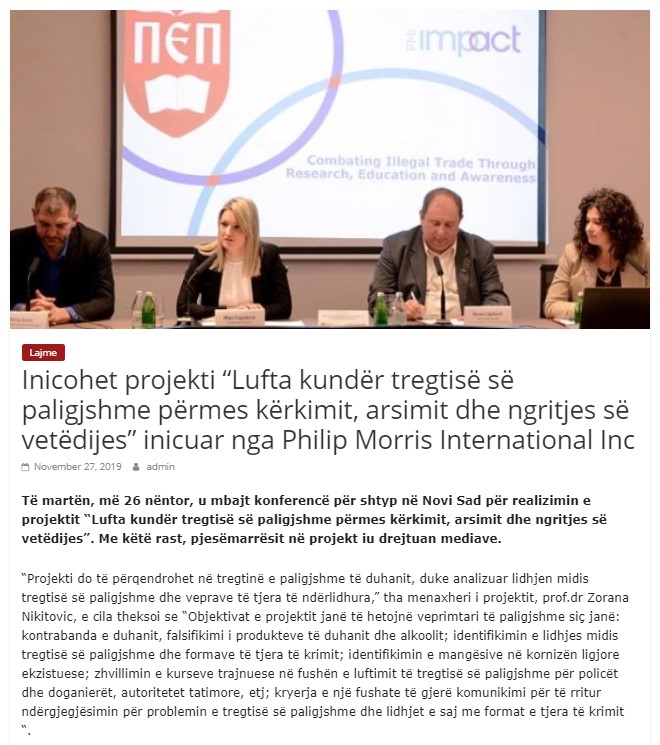 ПЕП
PMI impact
Combating Illegal Trade Through
Research, Education and Awareness
Lajme
Inicohet projekti “Lufta kundër tregtisë së
paligjshme përmes kërkimit, arsimit dhe ngritjes së
vetëdijes” inicuar nga Philip Morris International Inc
November 27, 2019 admin
Të martën, më 26 nëntor, u mbajt konferencë për shtyp në Novi Sad për realizimin e
projektit “Lufta kundër tregtisë së paligjshme përmes kërkimit, arsimit dhe ngritjes së
vetëdijes”. Me këtë rast, pjesëmarrësit në projekt iu drejtuan mediave.
“Projekti do të përqendrohet në tregtinë e paligjshme të duhanit, duke analizuar lidhjen midis
tregtisë së paligjshme dhe veprave të tjera të ndërlidhura,” tha menaxheri i projektit, prof.dr Zorana
Nikitovic, e cila theksoi se “Objektivat e projektit janë të hetojnë veprimtari të paligjshme siç janë:
kontrabanda e duhanit, falsifikimi i produkteve të duhanit dhe alkoolit; identifikimin e lidhjes midis
tregtisë së paligjshme dhe formave të tjera të krimit; identifikimin e mangësive në kornizën ligjore
ekzistuese; zhvillimin e kurseve trajnuese në fushën e luftimit të tregtisë së paligjshme për policët
dhe doganierët, autoritetet tatimore, etj; kryerja e një fushate të gjerë komunikimi për të rritur
ndërgjegjësimin për problemin e tregtisë së paligjshme dhe lidhjet e saj me format e tjera të krimit
“.